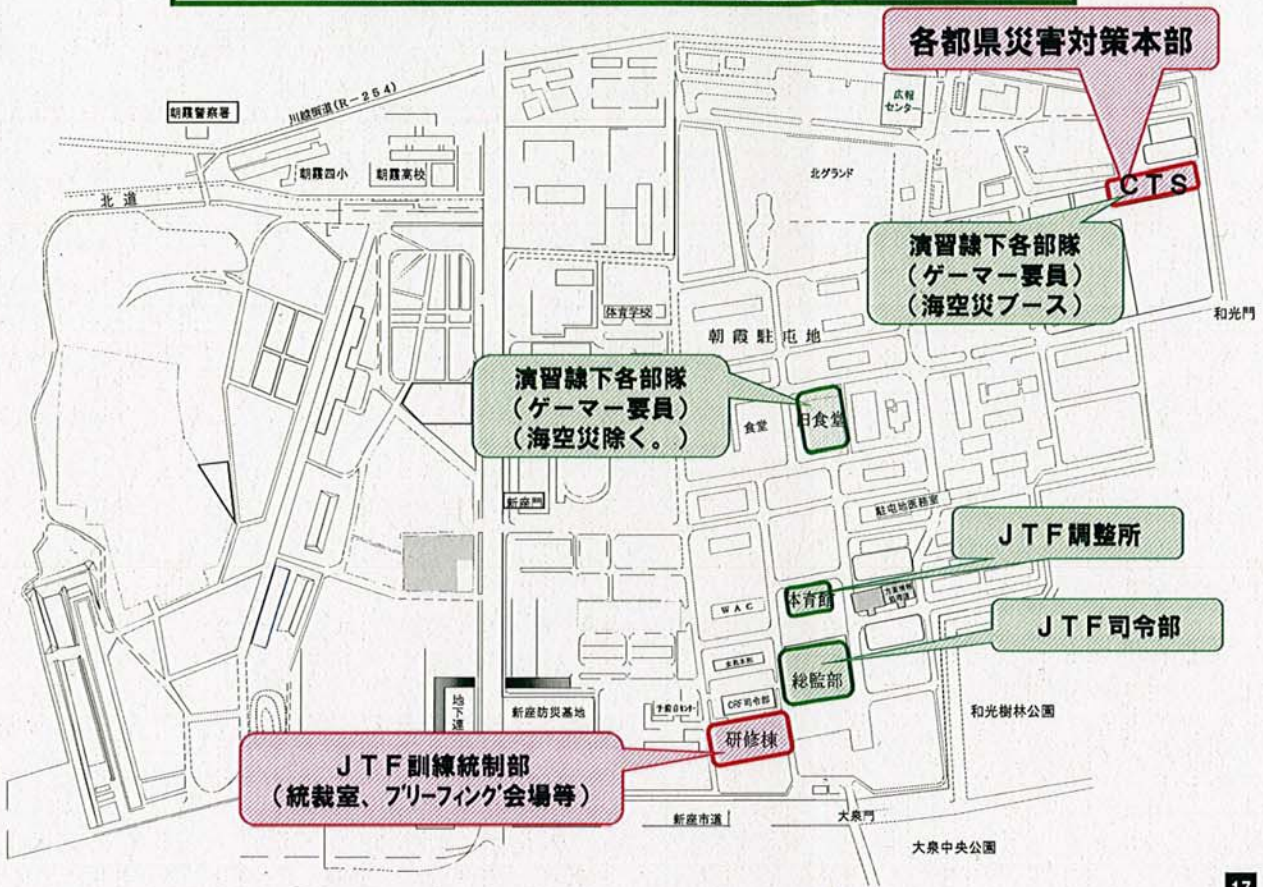 各都県災害対策本部
朝霞警察署
川越街道(R-254)
広報
センター
朝霞四小
朝霞高校
北グランド
北道
CTS
演習隷下各部隊
(ゲーマー要員)
(海空災ブース)
和光門
体育学校
朝霞駐屯地
演習隷下各部隊
(ゲーマー要員)
(海空災除く。)
食堂
旧食堂
新座門
駐屯地医務室
JTF調整所
体育館
WAC
JTF司令部
総監部
CRF司令部
和光樹林公園
地下連
新座防災基地
研修棟
JTF訓練統制部
(統裁室、ブリーフィング会場等)
新座市道
大泉門
大泉中央公園
17